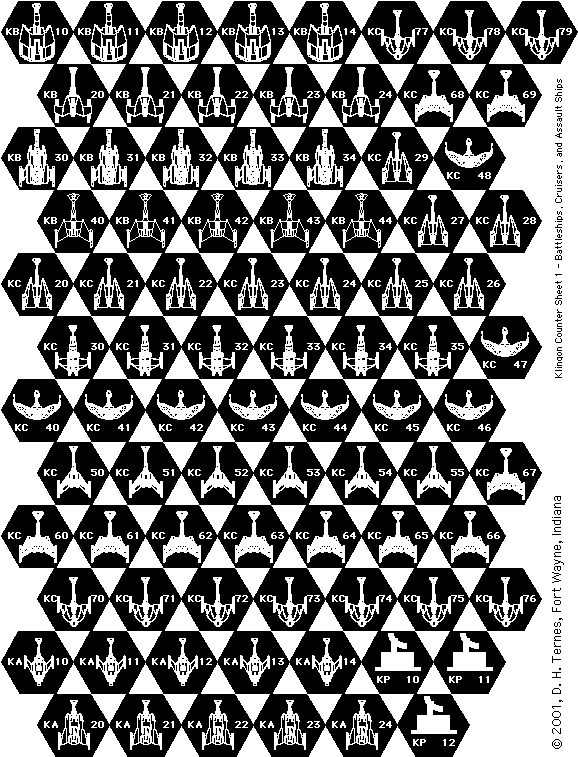 KB 10 KB 11 KB 12 KB 13 KB 14 KC 77 KC 78 KC 79
KB 20 KB 21 KB 22 KB 23 KB 24 KC 68 KC 69
KB 30 KB 31 KB 32 KB 33 KB 34 KC 29 KC 48
KB 40 KB 41 KB 42 KB 43 KB 44 KC 27 KC 28
KC 20 KC 21 KC 22 KC 23 KC 24 KC 25 KC 26
KC 30 KC 31 KC 32 KC 33 KC 34 KC 35 KC 47
KC 40 KC 41 KC 42 KC 43 KC 44 KC 45 KC 46
KC 50 KC 51 KC 52 KC 53 KC 54 KC 55 KC 67
KC 60 KC 61 KC 62 KC 63 KC 64 KC 65 KC 66
KC 70 KC 71 KC 72 KC 73 KC 74 KC 75 KC 76
KA 10 KA 11 KA 12 KA 13 KA 14 KP 10 KP 11
KA 20 KA 21 KA 22 KA 23 KA 24 KP 12
Klingon Counter Sheet 1 - Battleships, Cruisers, and Assault Ships
© 2001, D. H. Ternes, Fort Wayne, Indiana